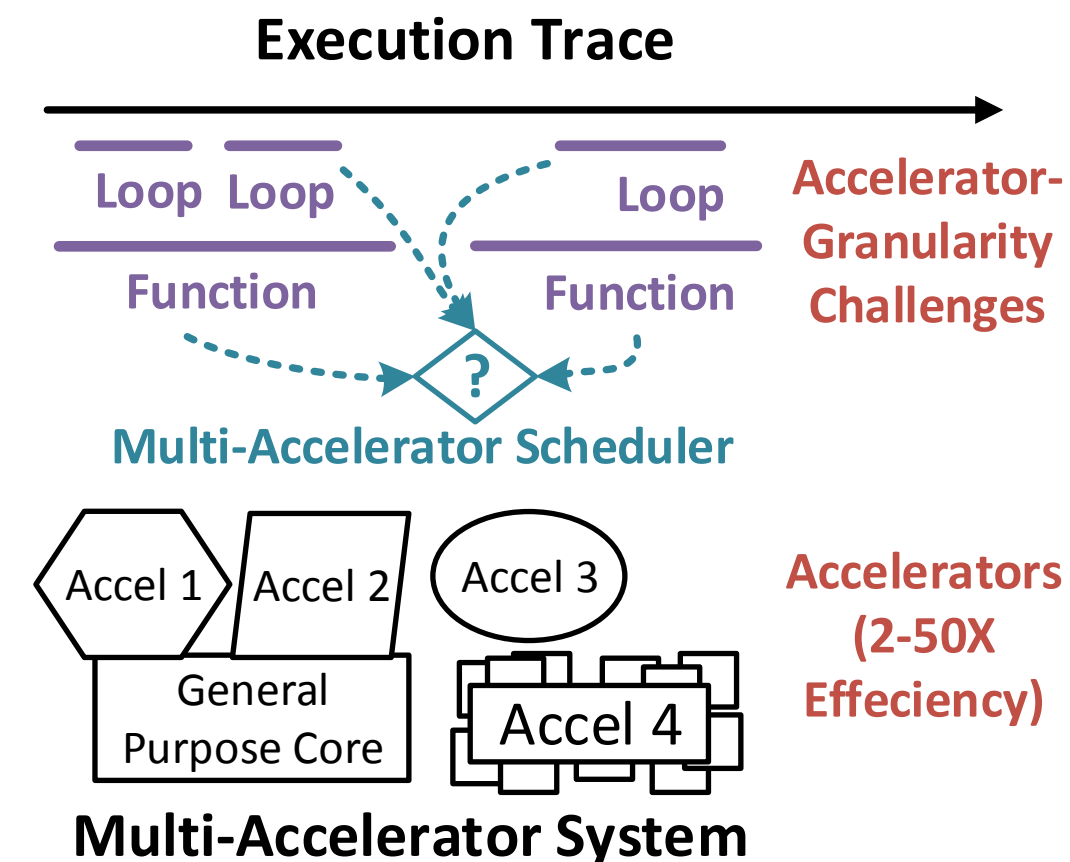 Execution Trace
Loop Loop Loop
Accelerator-
Granularity
Challenges
Function Function
?
Multi-Accelerator Scheduler
Accel 1 Accel 2 Accel 3
Accelerators
(2-50X
Effeciency)
General
Purpose Core
Accel 4
Multi-Accelerator System